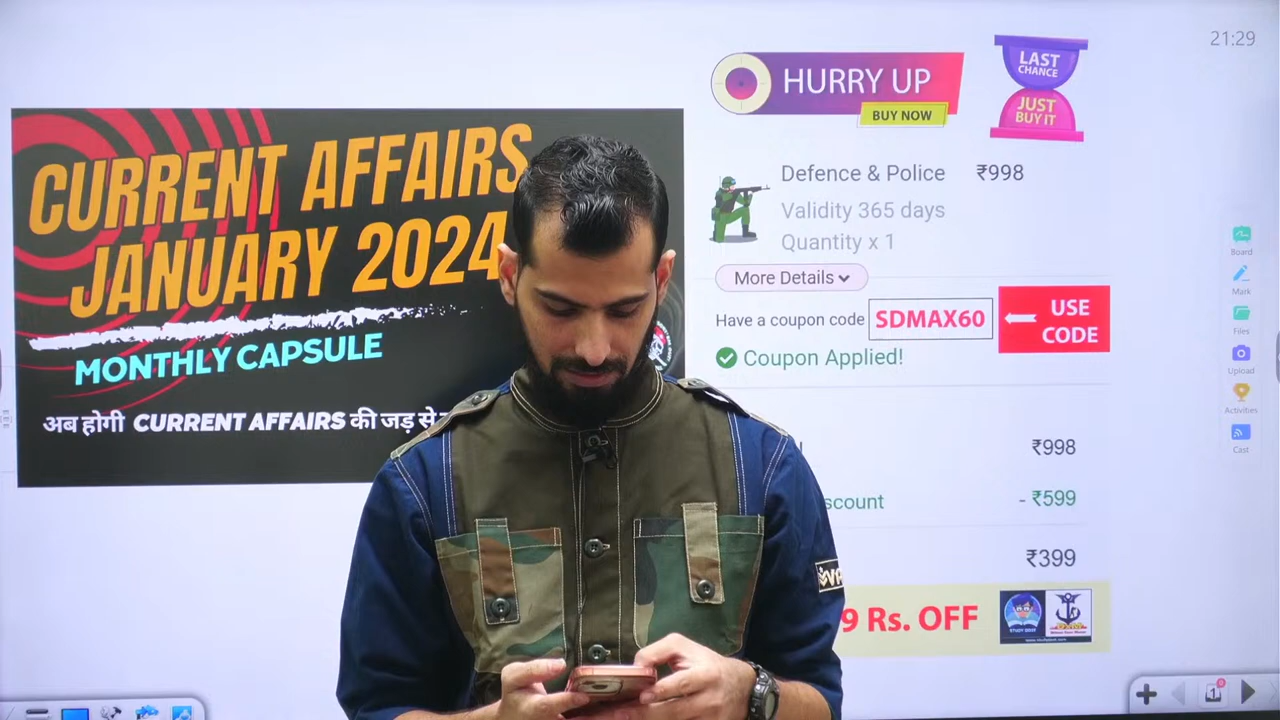 21:29
HURRY UP
BUY NOW
LAST
CHANCE
JUST
BUY IT
CURRENT AFFAIRS
JANUARY 2024
MONTHLY CAPSULE
अब होगी CURRENT AFFAIRS की जड़ से
Defence & Police ₹998
Validity 365 days
Quantity x 1
More Details
Have a coupon code SDMAX60
USE
CODE
Coupon Applied!
₹998
scount - ₹599
₹399
9 Rs. OFF
Board
Mark
Files
Upload
Activities
Cast
1